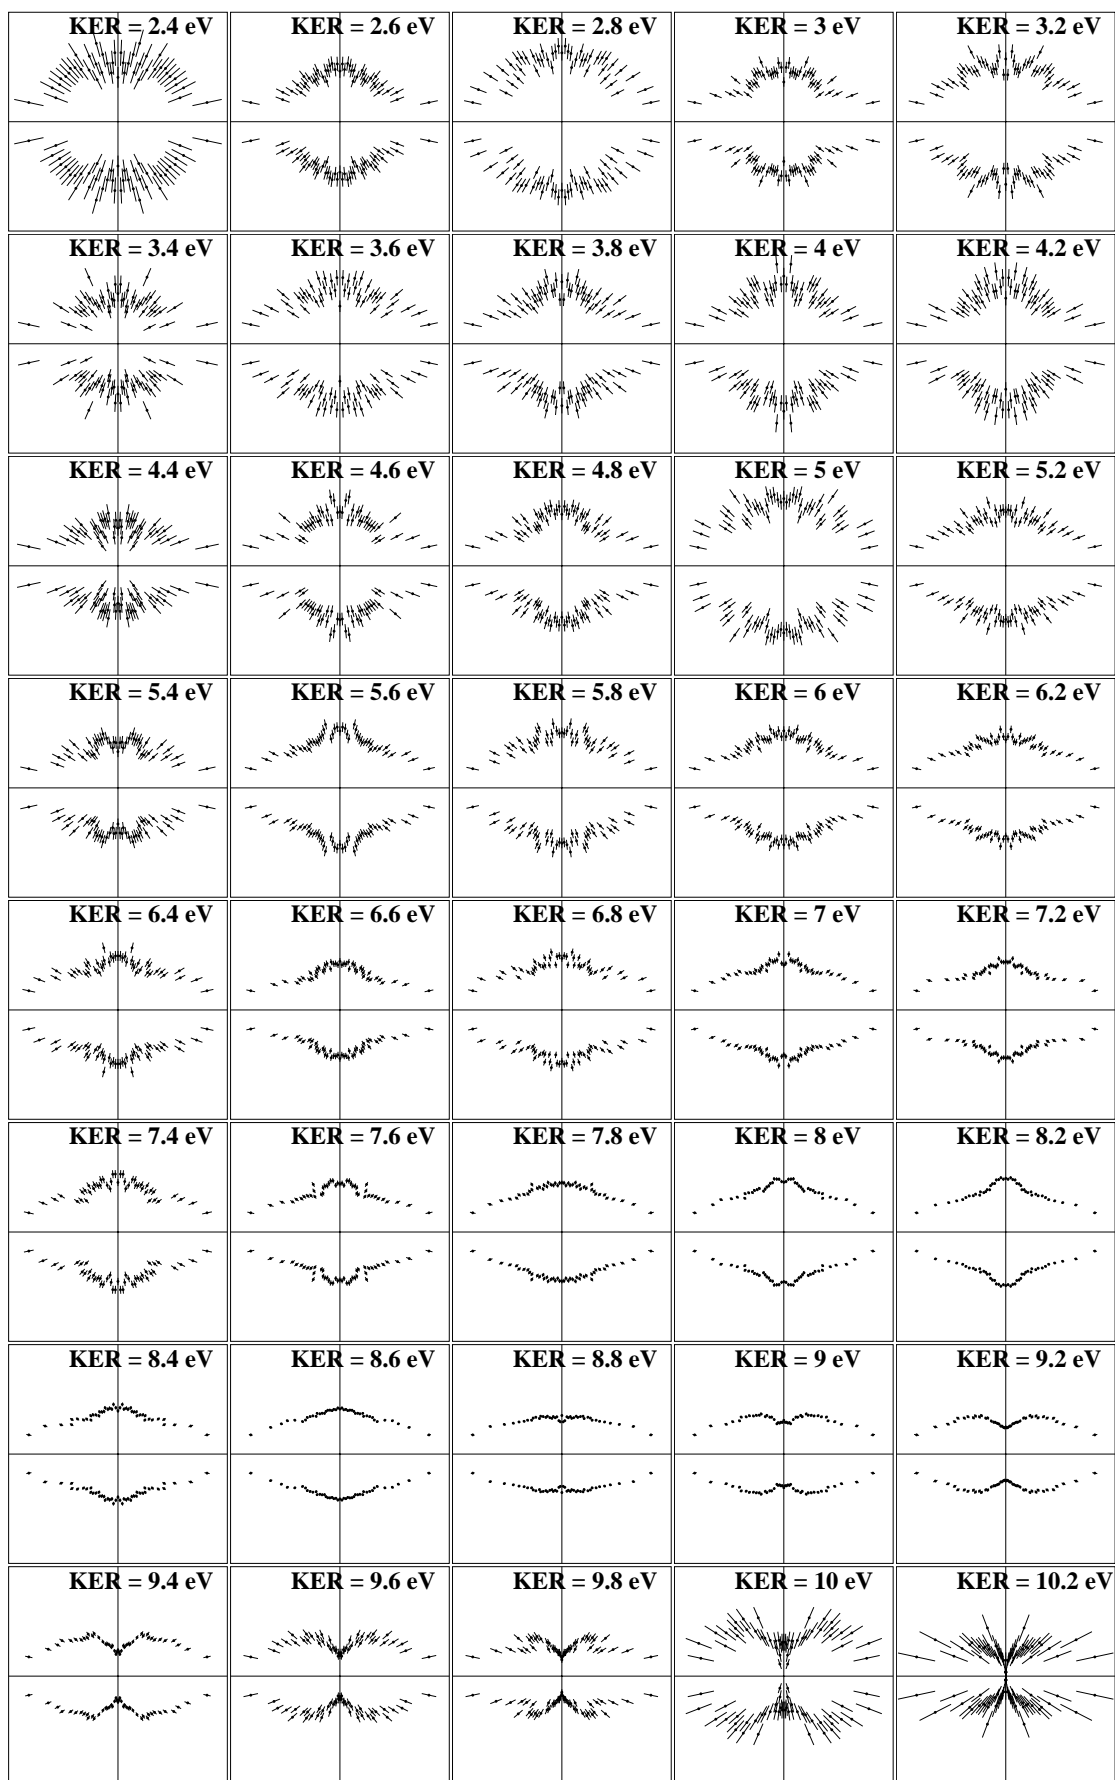 KER = 2.4 eV KER = 2.6 eV KER = 2.8 eV KER = 3 eV KER = 3.2 eV
KER = 3.4 eV KER = 3.6 eV KER = 3.8 eV KER = 4 eV KER = 4.2 eV
KER = 4.4 eV KER = 4.6 eV KER = 4.8 eV KER = 5 eV KER = 5.2 eV
KER = 5.4 eV KER = 5.6 eV KER = 5.8 eV KER = 6 eV KER = 6.2 eV
KER = 6.4 eV KER = 6.6 eV KER = 6.8 eV KER = 7 eV KER = 7.2 eV
KER = 7.4 eV KER = 7.6 eV KER = 7.8 eV KER = 8 eV KER = 8.2 eV
KER = 8.4 eV KER = 8.6 eV KER = 8.8 eV KER = 9 eV KER = 9.2 eV
KER = 9.4 eV KER = 9.6 eV KER = 9.8 eV KER = 10 eV KER = 10.2 eV